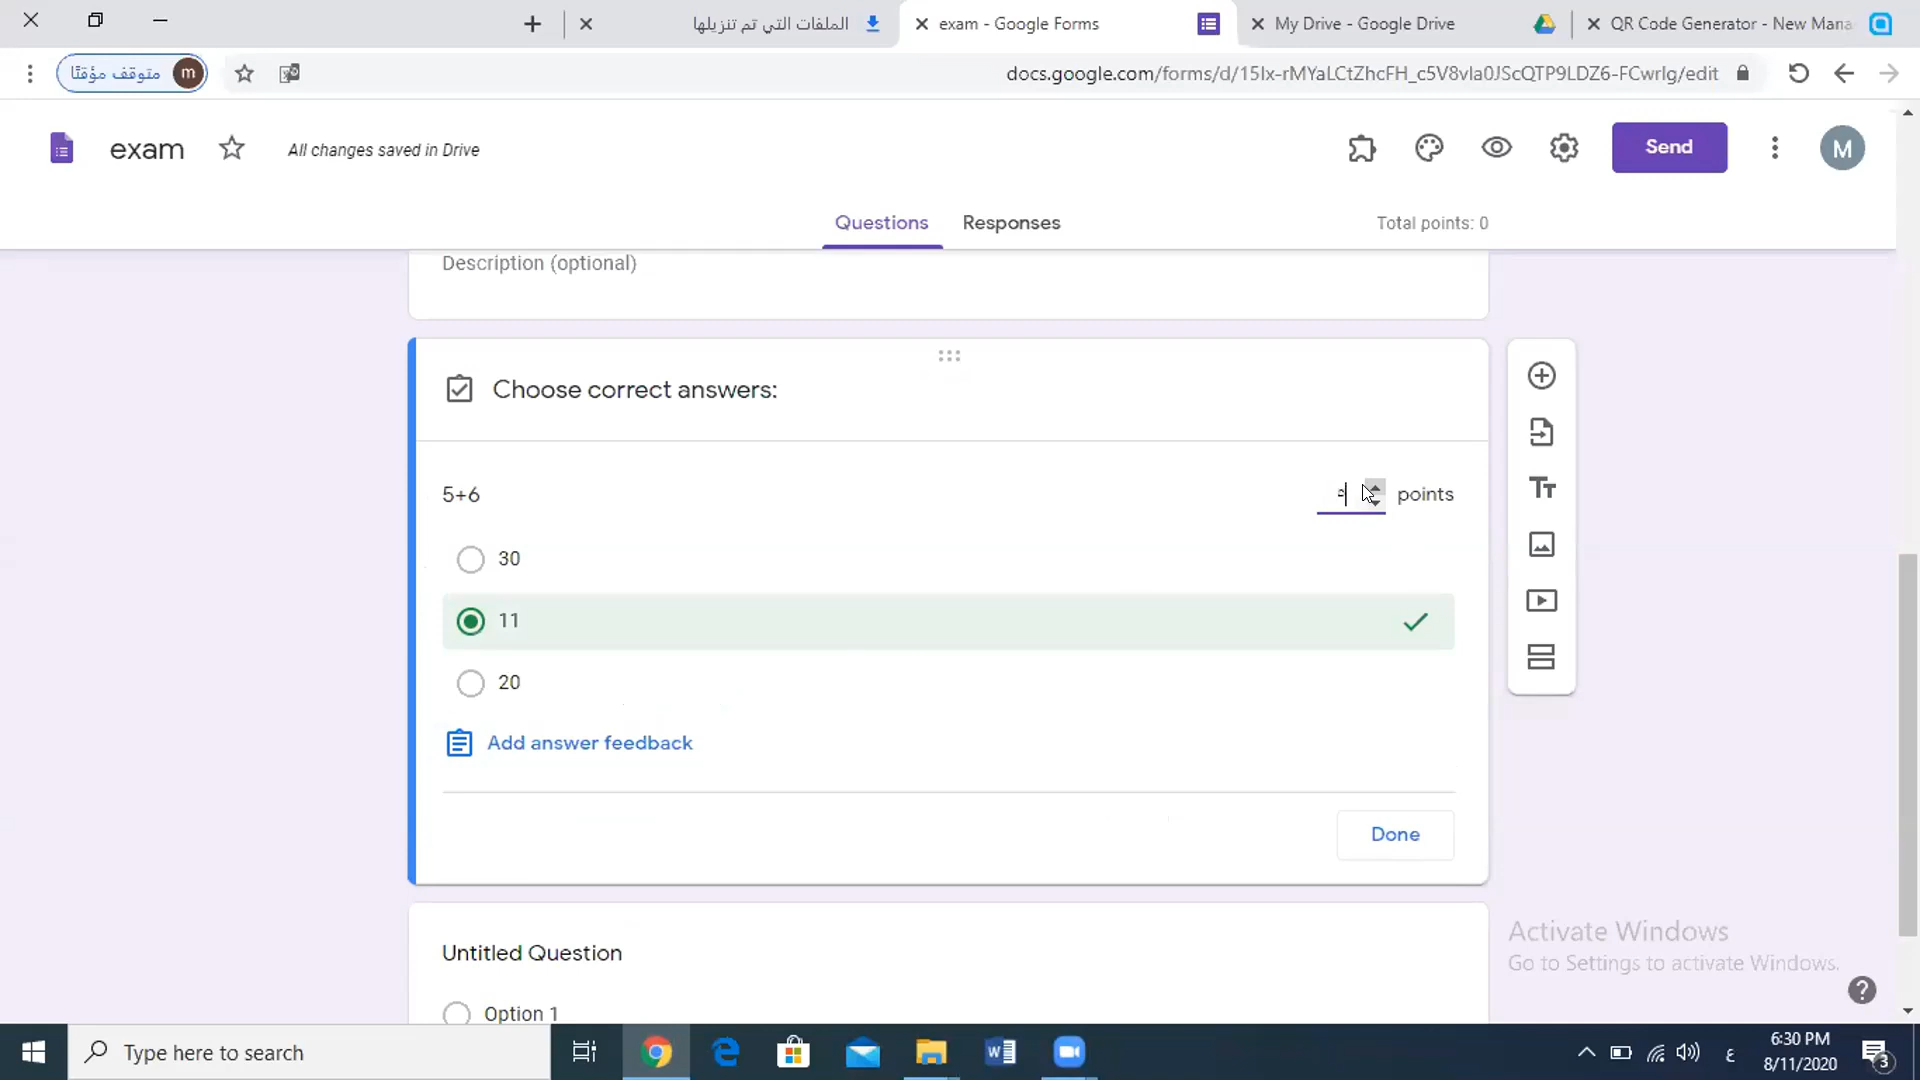 الملفات التي تم تنزيلها
exam - Google Forms
My Drive - Google Drive
QR Code Generator - New Mana
متوقف مؤقتًا
m
docs.google.com/forms/d/15lx-rMYaLCtZhcFH_c5V8vla0JScQTP9LDZ6-FCwrlg/edit
exam
All changes saved in Drive
Send
M
Questions
Responses
Total points: 0
Description (optional)
Choose correct answers:
5+6
points
30
11
20
Add answer feedback
Done
Untitled Question
Option 1
Activate Windows
Go to Settings to activate Windows.
Type here to search
ع
6:30 PM
8/11/2020
3